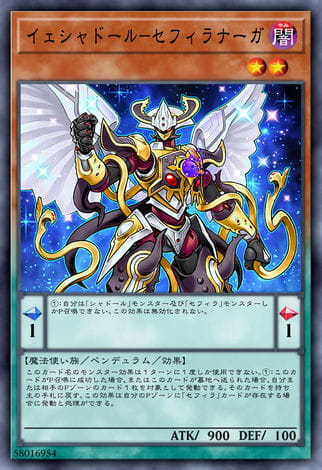 イェシャドール－セフィラナーガ
闇
やみ
①：自分は「シャドール」モンスター及び「セフィラ」モンスターし
かP召喚できない。この効果は無効化されない。
1
1
【魔法使い族／ペンデュラム／効果】
このカード名のモンスター効果は１ターンに１度しか使用できない。①：このカ
ードがP召喚に成功した場合、またはこのカードが墓地へ送られた場合、自分ま
たは相手のPゾーンのカード１枚を対象として発動できる。そのカードを持ち主
の手札に戻す。この効果は自分のPゾーンに「セフィラ」カードが存在する場合
に発動と処理ができる。
ATK/ 900 DEF/ 100
58016954